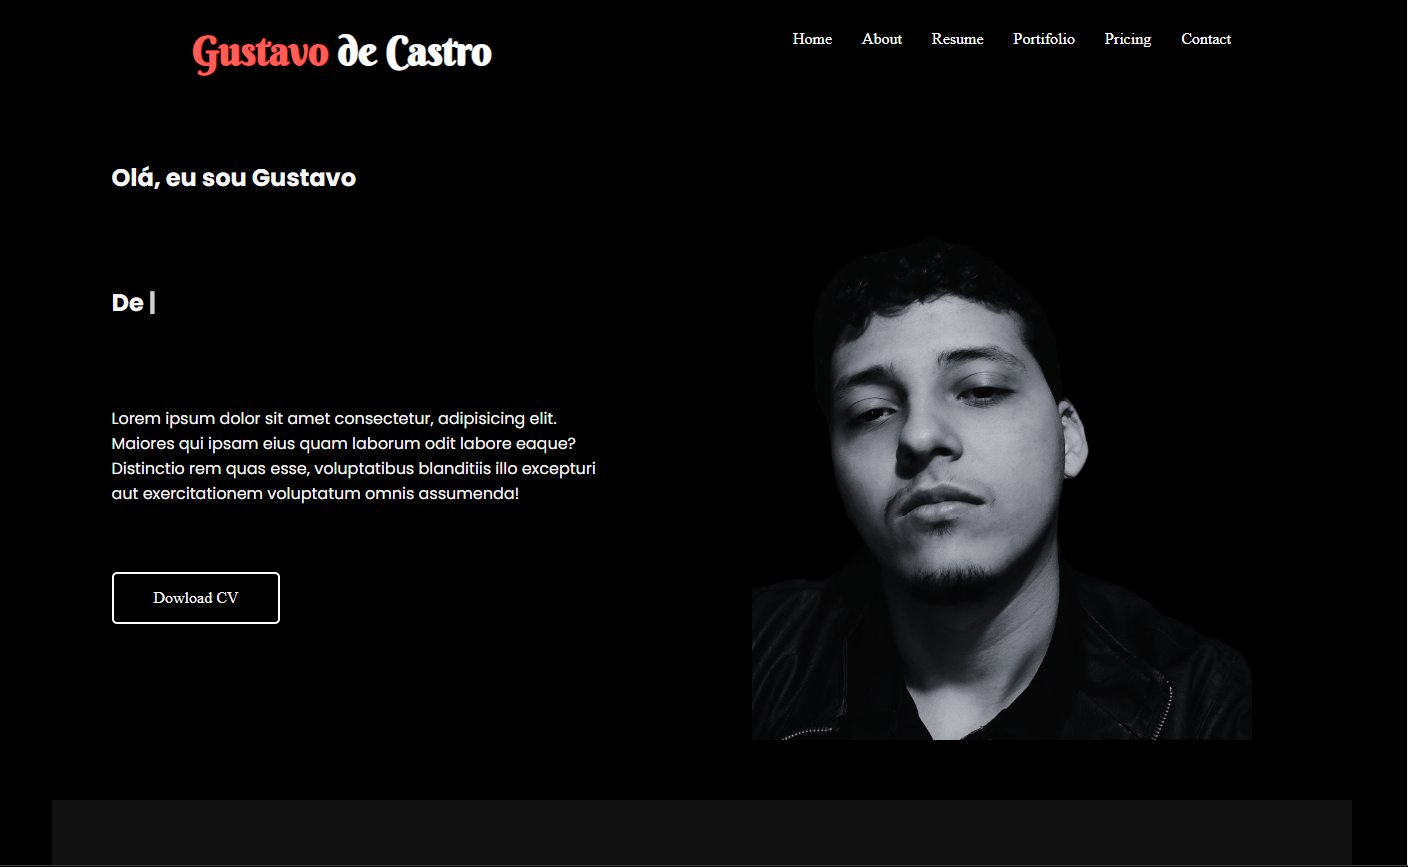 Gustavo de Castro
Home About Resume Portifolio Pricing Contact
Olá, eu sou Gustavo
De |
Lorem ipsum dolor sit amet consectetur, adipisicing elit.
Maiores qui ipsam eius quam laborum odit labore eaque?
Distinctio rem quas esse, voluptatibus blanditiis illo excepturi
aut exercitationem voluptatum omnis assumenda!
Dowload CV